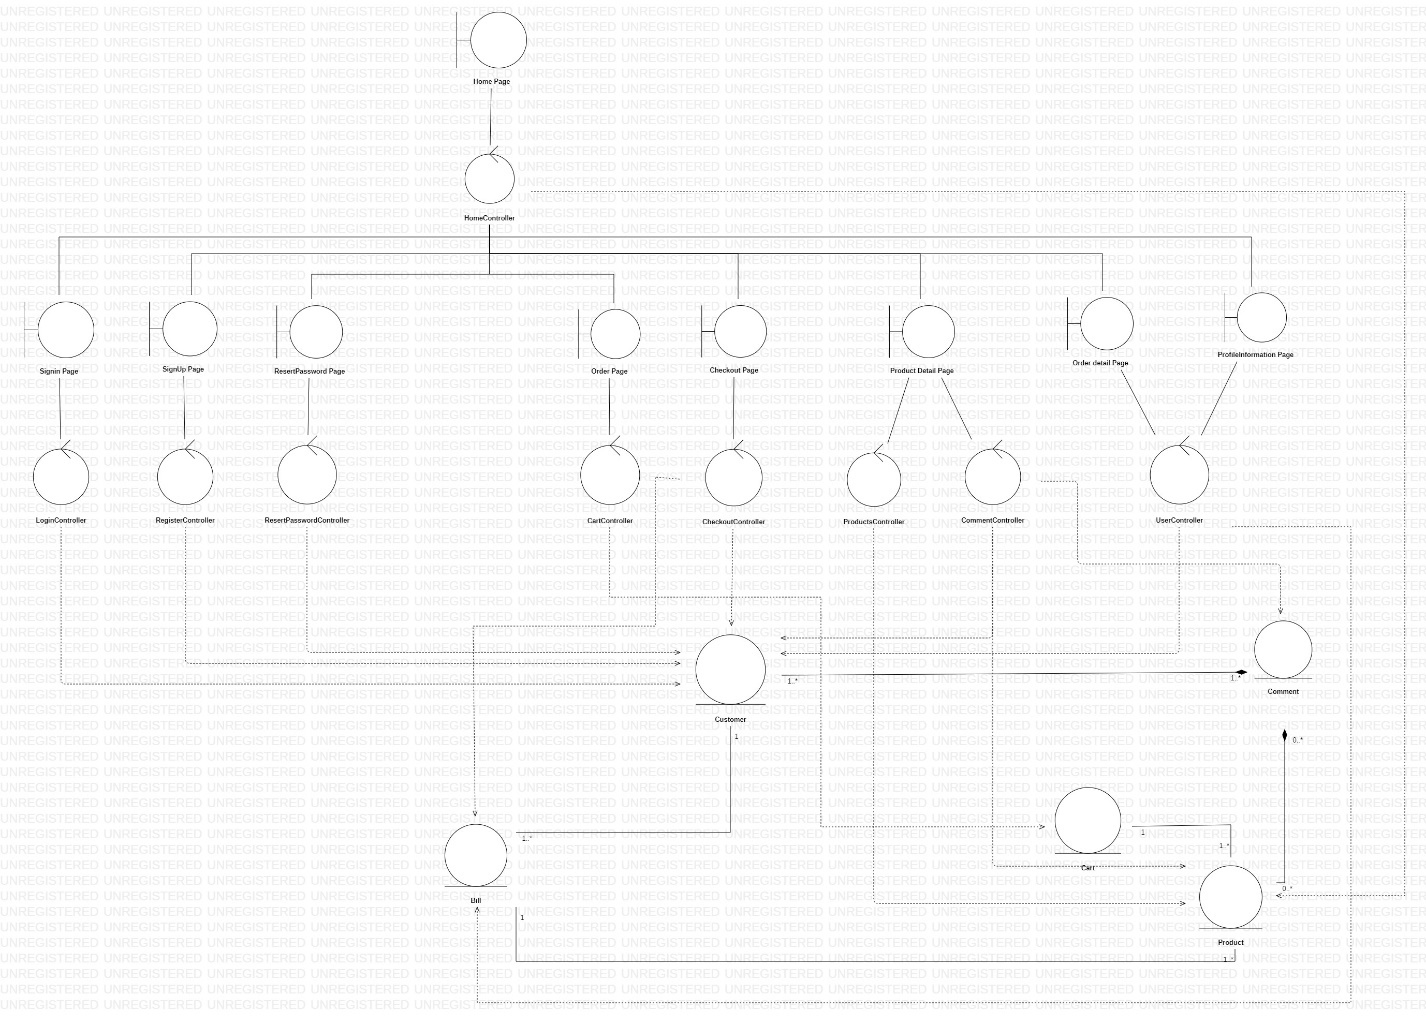 Home Page
HomeController
Signin Page
SignUp Page
ResertPassword Page
Order Page
Checkout Page
Product Detail Page
Order detail Page
ProfileInformation Page
LoginController
RegisterController
ResertPasswordController
CartController
CheckoutController
ProductsController
CommentController
UserController
1..*
1..*
Comment
Customer
1
0..*
1..*
1
1..*
Cart
0..*
Bill
1
Product
1..*
UNREGISTERED